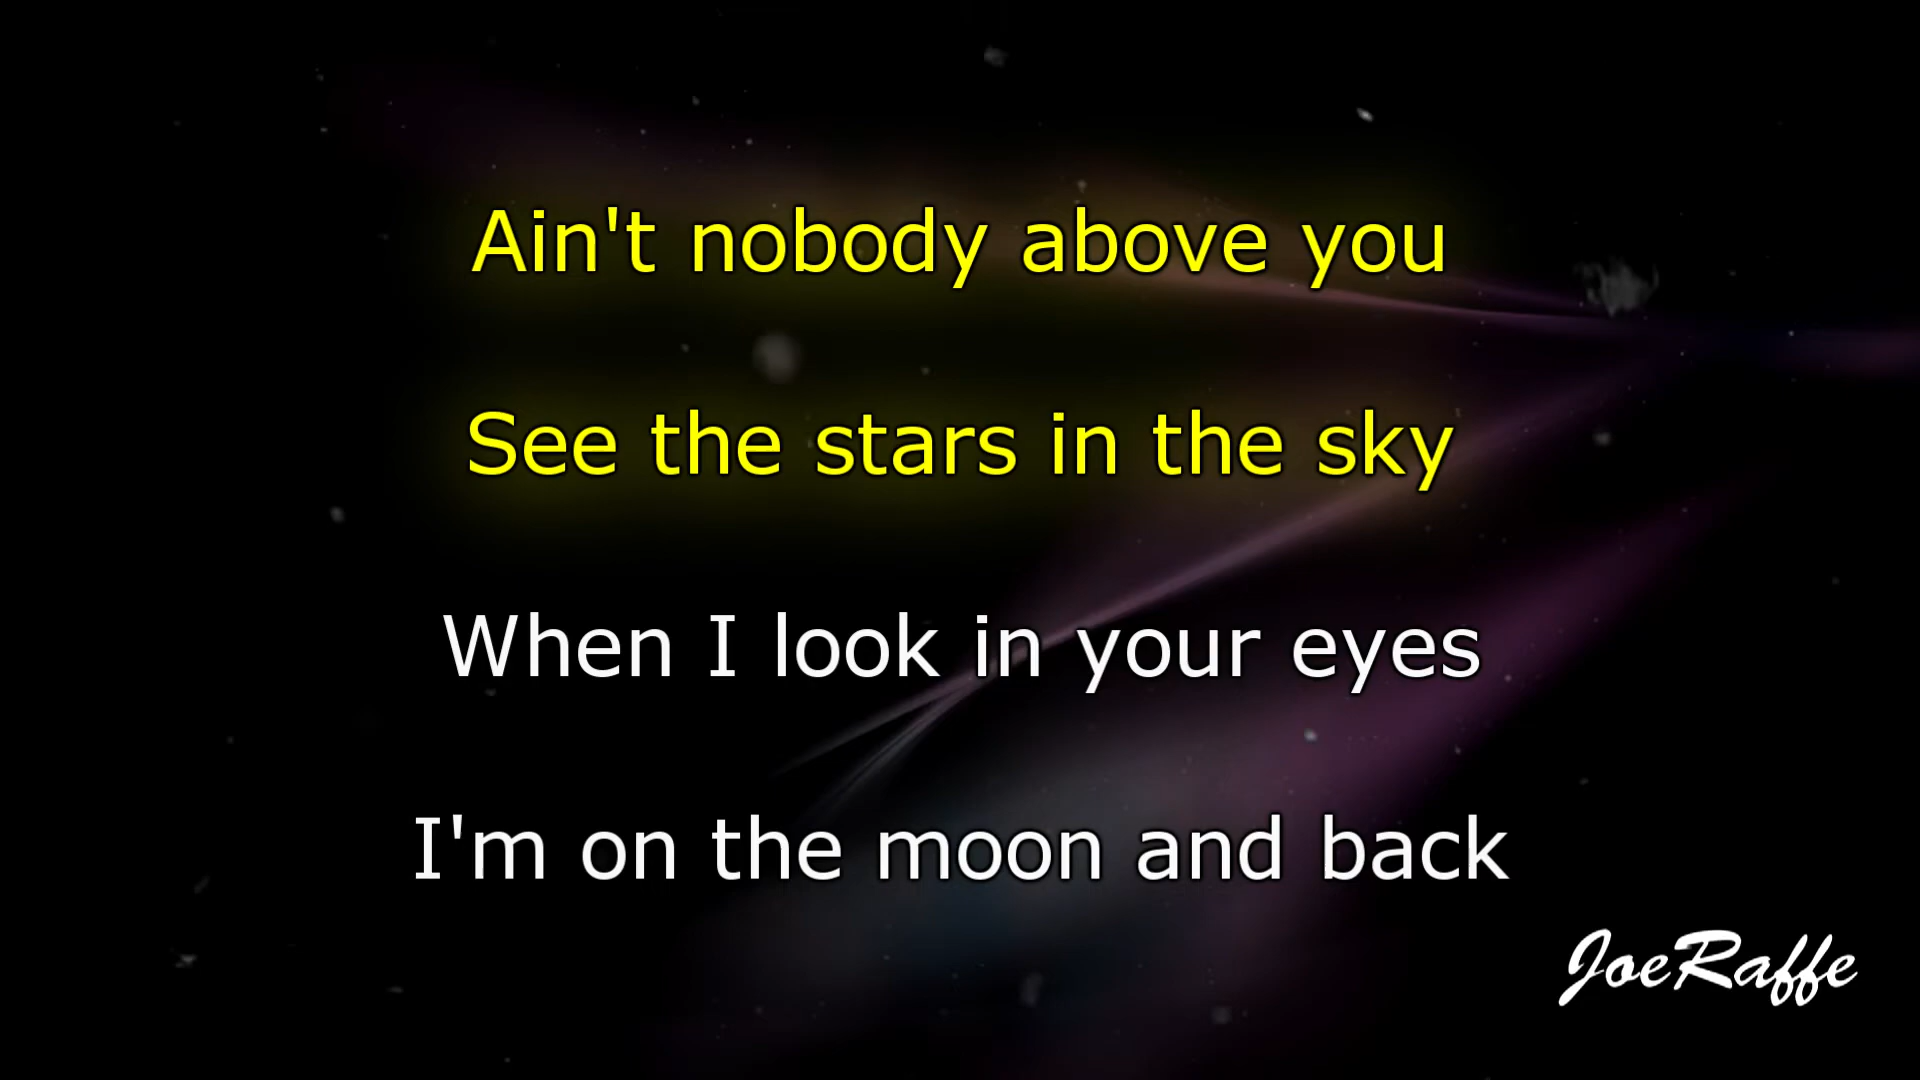 Ain't nobody above you
See the stars in the sky
When I look in your eyes
I'm on the moon and back
JoeRaffe